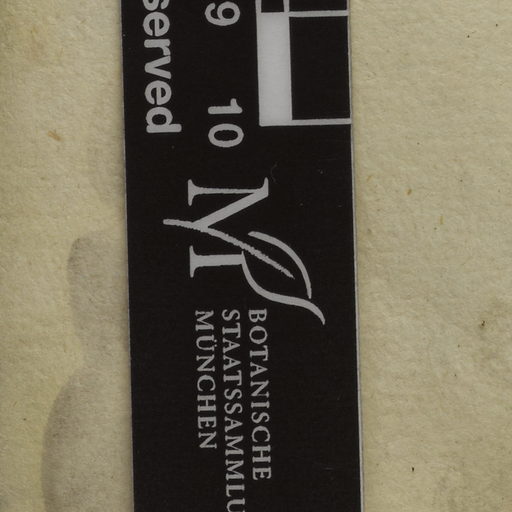 served
9 10
M
BOTANISCHE
STAATSSAMMLU
MÜNCHEN